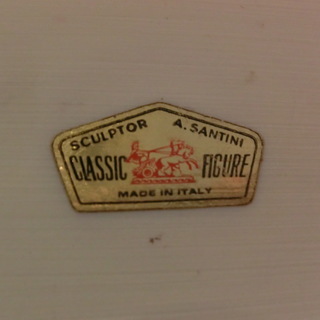 SCULPTOR A. SANTINI
CLASSIC FIGURE
MADE IN ITALY